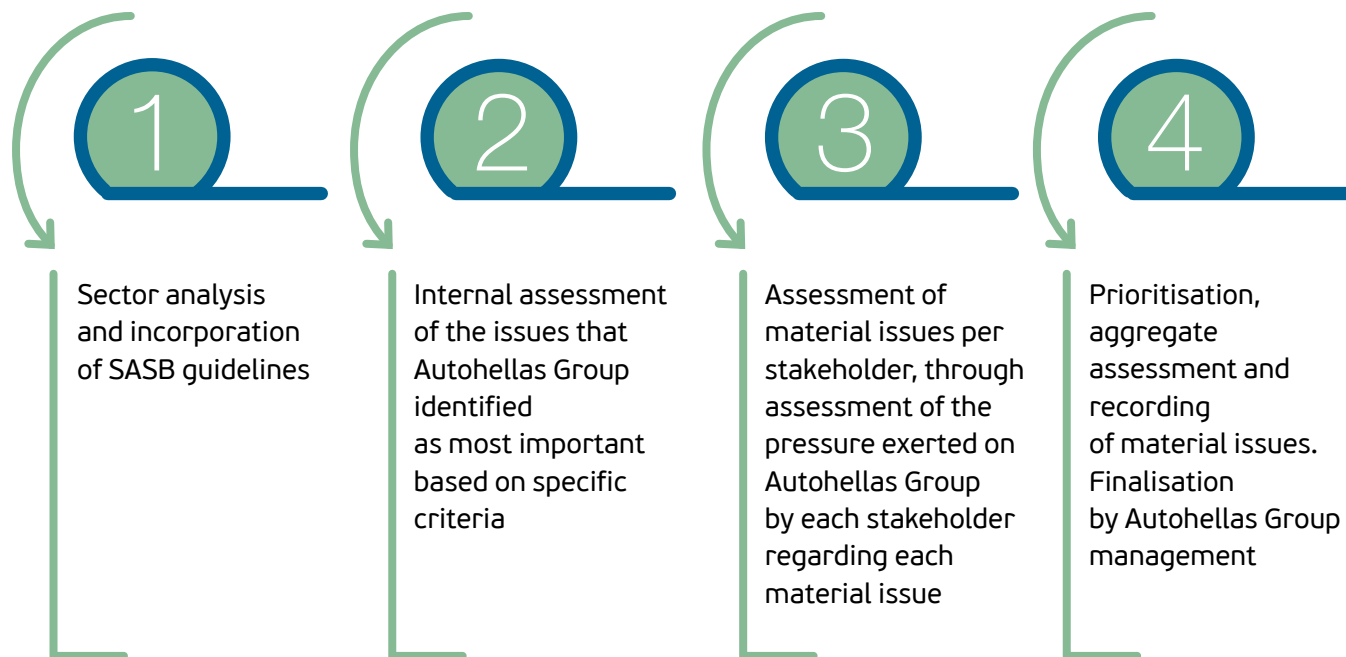 1
Sector analysis
and incorporation
of SASB guidelines
2
Internal assessment
of the issues that
Autohellas Group
identified
as most important
based on specific
criteria
3
Assessment of
material issues per
stakeholder, through
assessment of the
pressure exerted on
Autohellas Group
by each stakeholder
regarding each
material issue
4
Prioritisation,
aggregate
assessment and
recording
of material issues.
Finalisation
by Autohellas Group
management